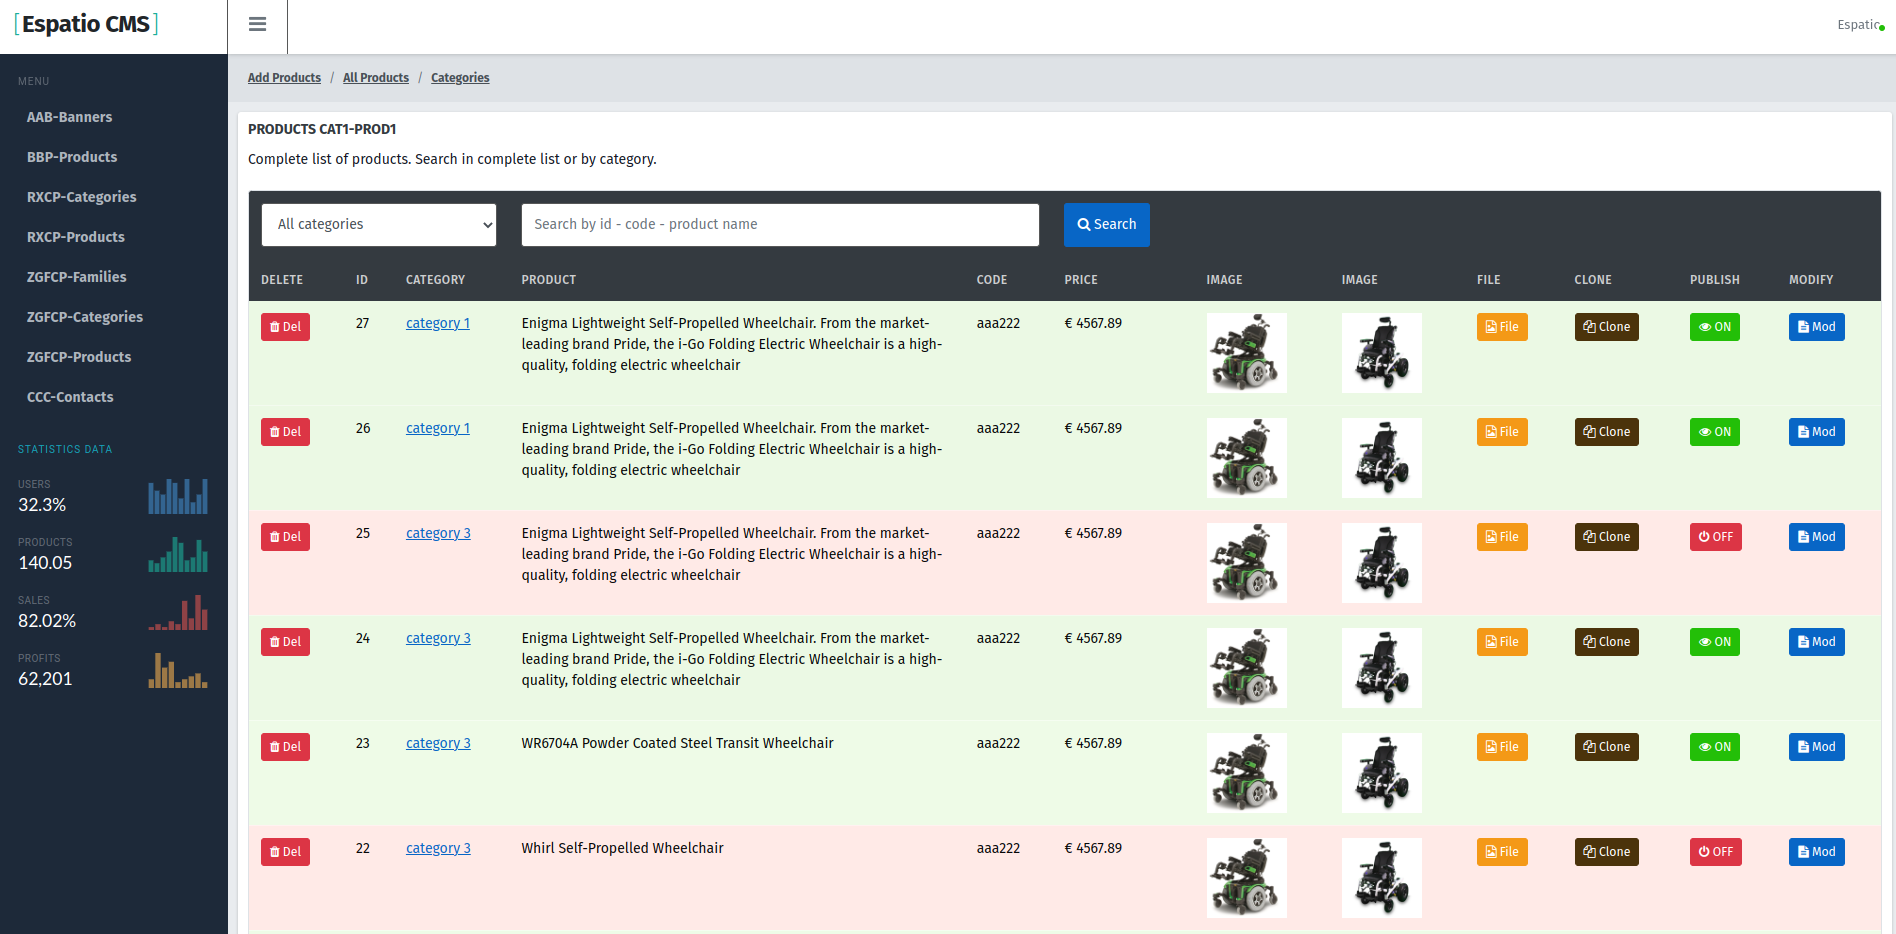 [Espatio CMS]
Espatio
MENU
AAB-Banners
BBP-Products
RXCP-Categories
RXCP-Products
ZGFCP-Families
ZGFCP-Categories
ZGFCP-Products
CCC-Contacts
STATISTICS DATA
USERS
32.3%
PRODUCTS
140.05
SALES
82.02%
PROFITS
62,201
Add Products / All Products / Categories
PRODUCTS CAT1-PROD1
Complete list of products. Search in complete list or by category.
All categories Search by id - code - product name Search
DELETE ID CATEGORY PRODUCT CODE PRICE IMAGE IMAGE FILE CLONE PUBLISH MODIFY
Del 27 category 1 Enigma Lightweight Self-Propelled Wheelchair. From the market- aaa222 € 4567.89 File Clone ON Mod
leading brand Pride, the i-Go Folding Electric Wheelchair is a high-
quality, folding electric wheelchair
Del 26 category 1 Enigma Lightweight Self-Propelled Wheelchair. From the market- aaa222 € 4567.89 File Clone ON Mod
leading brand Pride, the i-Go Folding Electric Wheelchair is a high-
quality, folding electric wheelchair
Del 25 category 3 Enigma Lightweight Self-Propelled Wheelchair. From the market- aaa222 € 4567.89 File Clone OFF Mod
leading brand Pride, the i-Go Folding Electric Wheelchair is a high-
quality, folding electric wheelchair
Del 24 category 3 Enigma Lightweight Self-Propelled Wheelchair. From the market- aaa222 € 4567.89 File Clone ON Mod
leading brand Pride, the i-Go Folding Electric Wheelchair is a high-
quality, folding electric wheelchair
Del 23 category 3 WR6704A Powder Coated Steel Transit Wheelchair aaa222 € 4567.89 File Clone ON Mod
Del 22 category 3 Whirl Self-Propelled Wheelchair aaa222 € 4567.89 File Clone OFF Mod